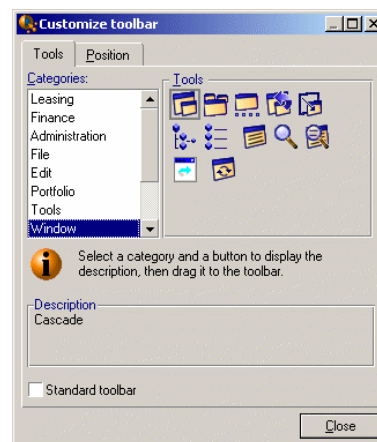 Customize toolbar
Tools
Position
Categories:
Tools
Leasing
Finance
Administration
File
Edit
Portfolio
Tools
Window
Select a category and a button to display the
description, then drag it to the toolbar.
Description
Cascade
Standard toolbar
Close